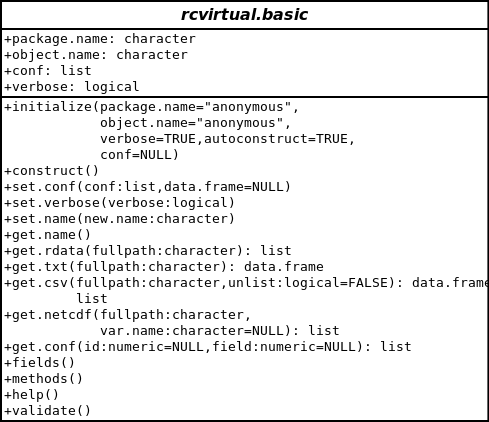 rcvirtual.basic
+package.name: character
+object.name: character
+conf: list
+verbose: logical
+initialize(package.name="anonymous",
object.name="anonymous",
verbose=TRUE,autoconstruct=TRUE,
conf=NULL)
+construct()
+set.conf(conf:list,data.frame=NULL)
+set.verbose(verbose:logical)
+set.name(new.name:character)
+get.name()
+get.rdata(fullpath:character): list
+get.txt(fullpath:character): data.frame
+get.csv(fullpath:character,unlist:logical=FALSE): data.frame
list
+get.netcdf(fullpath:character,
var.name:character=NULL): list
+get.conf(id:numeric=NULL,field:numeric=NULL): list
+fields()
+methods()
+help()
+validate()